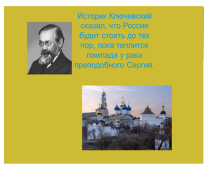 Историк Ключевский
сказал, что Россия
будет стоять до тех
пор, пока теплится
лампада у раки
преподобного Сергия.